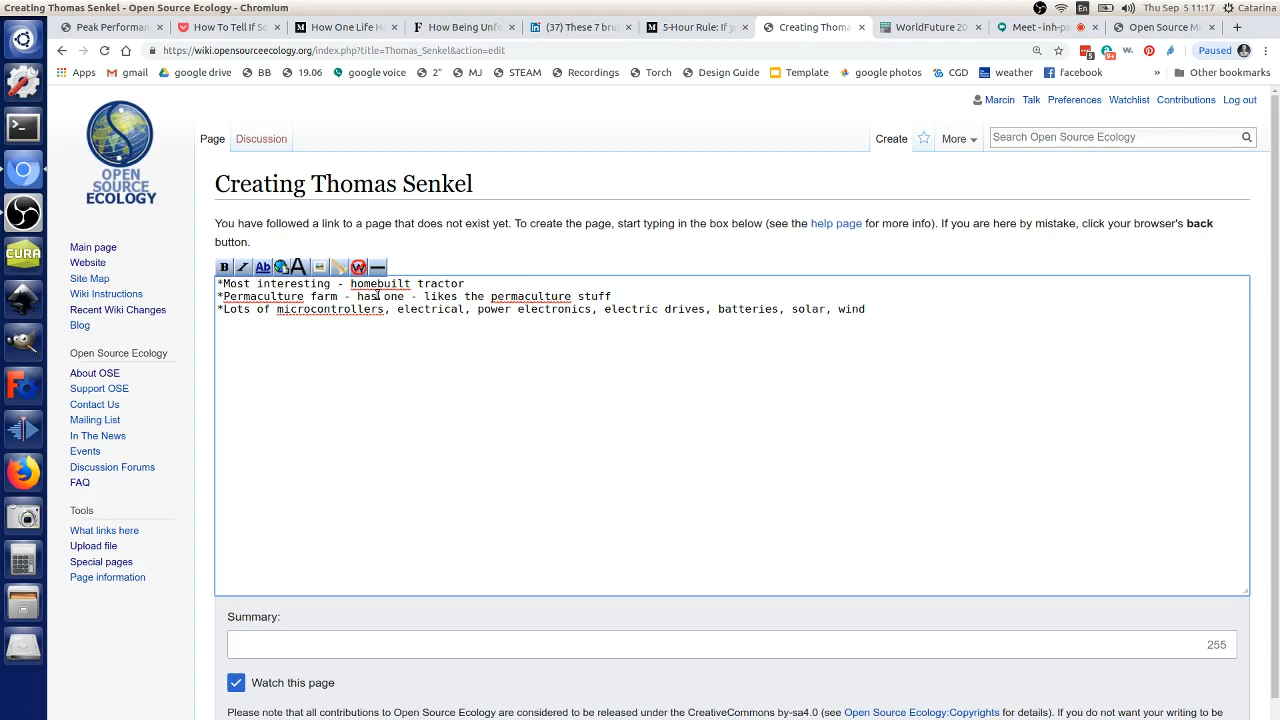 Creating Thomas Senkel - Open Source Ecology - Chromium
En
Thu Sep 5 11:17
Catarina
Peak Performanc
How To Tell If So
How One Life H
How To Be Unfo
(37) These 7 bru
5-Hour Rule
Creating Thoma
WorldFuture 20
Meet-inh-ps
Open Source M
https://wiki.opensourceecology.org/index.php?title=Thomas_Senkel&action=edit
Paused
Apps
gmail
google drive
BB
19.06
google voice
2"
MJ
STEAM
Recordings
Torch
Design Guide
Template
google photos
CGD
weather
facebook
»
Other bookmarks
Marcin Talk Preferences Watchlist Contributions Log out
OPEN
SOURCE
ECOLOGY
Page Discussion
Create More
Search Open Source Ecology
Creating Thomas Senkel
You have followed a link to a page that does not exist yet. To create the page, start typing in the box below (see the help page for more info). If you are here by mistake, click your browser's back
button.
B I Ab A W
*Most interesting - homebuilt tractor
*Permaculture farm - has one - likes the permaculture stuff
*Lots of microcontrollers, electrical, power electronics, electric drives, batteries, solar, wind
Main page
Website
Site Map
Wiki Instructions
Recent Wiki Changes
Blog
Open Source Ecology
About OSE
Support OSE
Contact Us
Mailing List
In The News
Events
Discussion Forums
FAQ
Tools
What links here
Upload file
Special pages
Page information
CURA
Summary:
255
Watch this page
Please note that all contributions to Open Source Ecology are considered to be released under the Creative Commons by-sa4.0 (see Open Source Ecology:Copyrights for details). If you do not want your writing to be